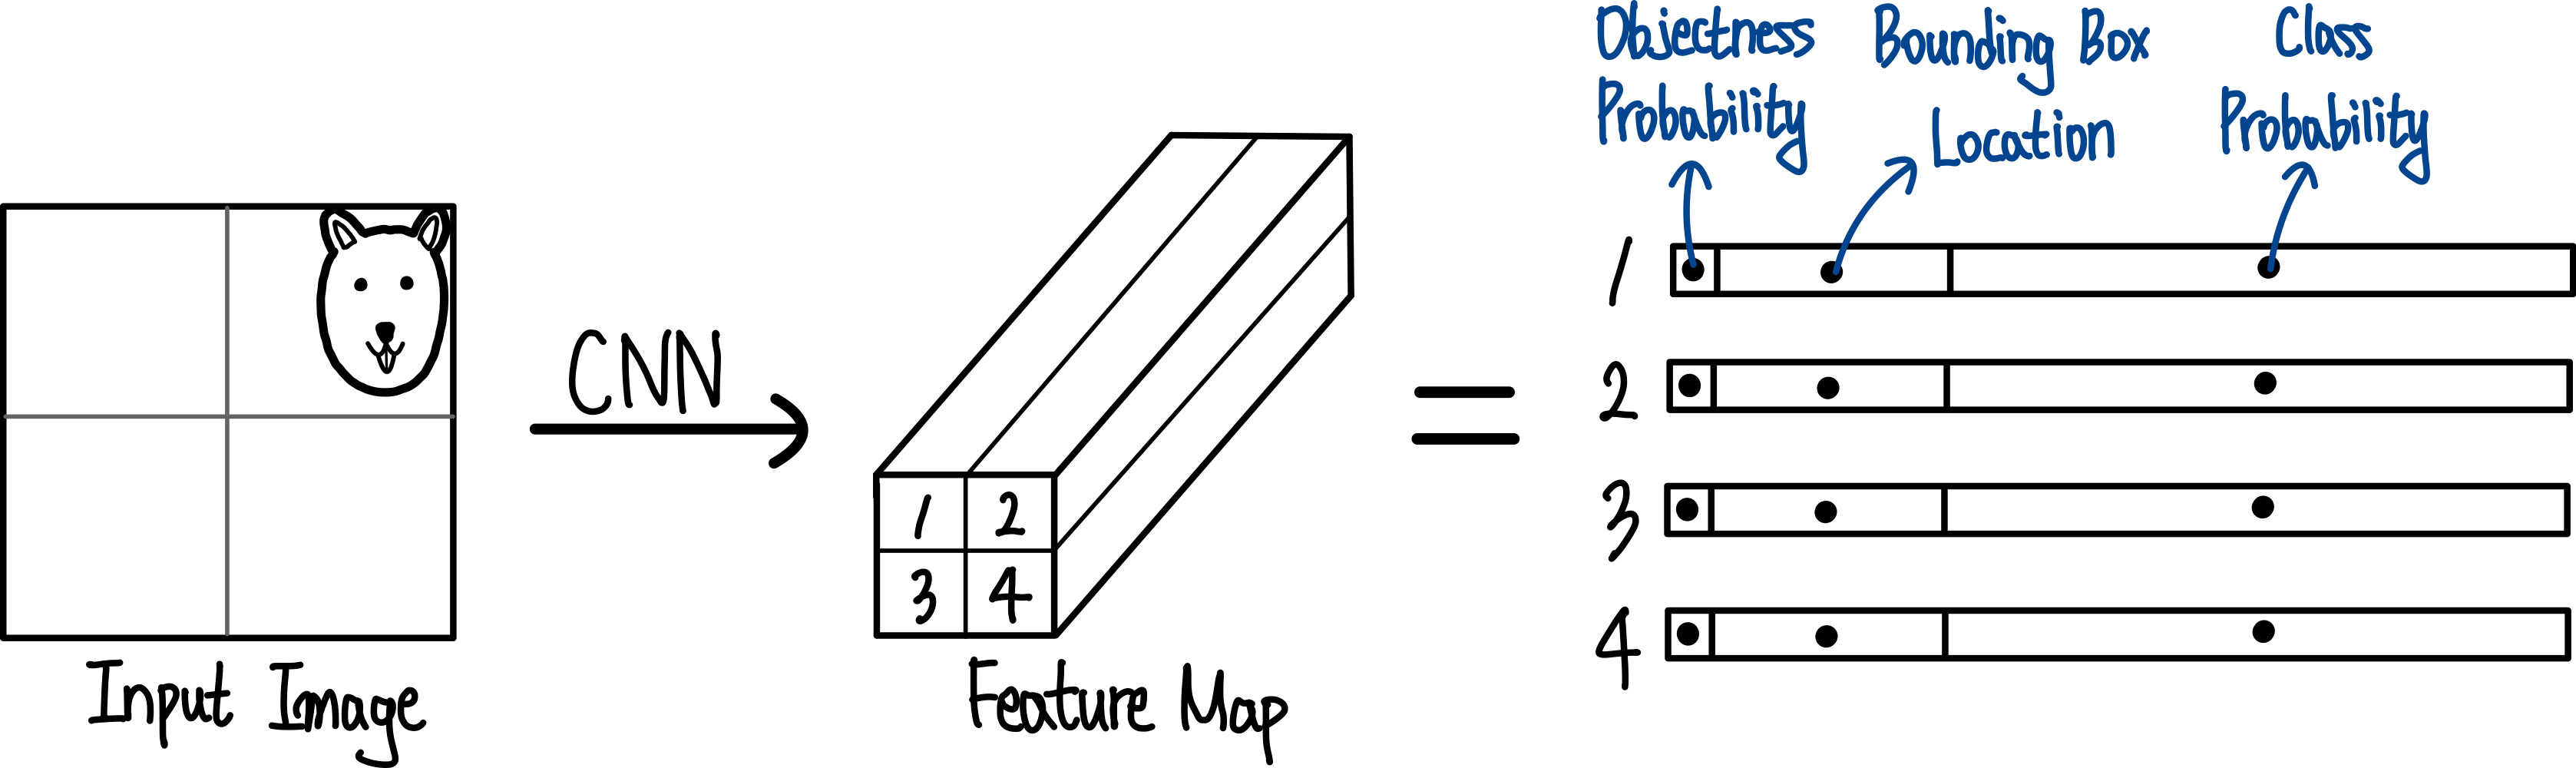 Objectness
Probability
Bounding Box
Location
Class
Probability
CNN
1 2
3 4
=
1
2
3
4
Input Image
Feature Map